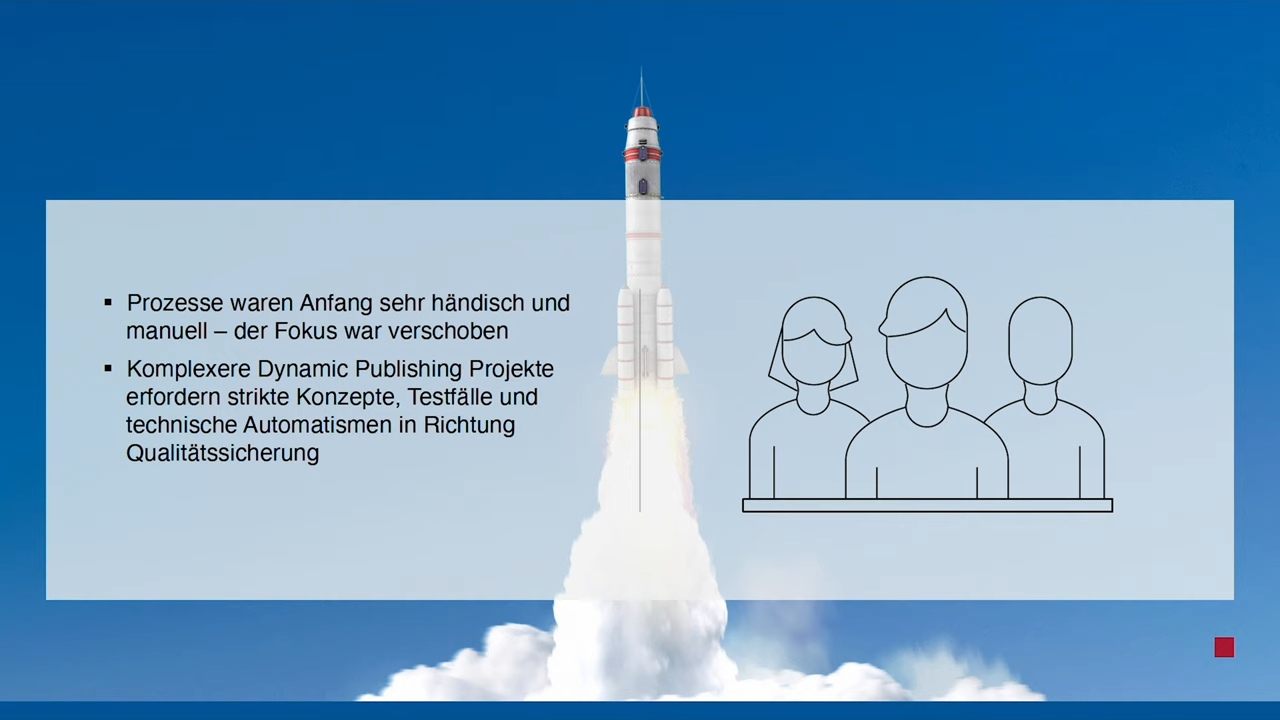 ▪ Prozesse waren Anfang sehr händisch und
manuell – der Fokus war verschoben
▪ Komplexere Dynamic Publishing Projekte
erfordern strikte Konzepte, Testfälle und
technische Automatismen in Richtung
Qualitätssicherung